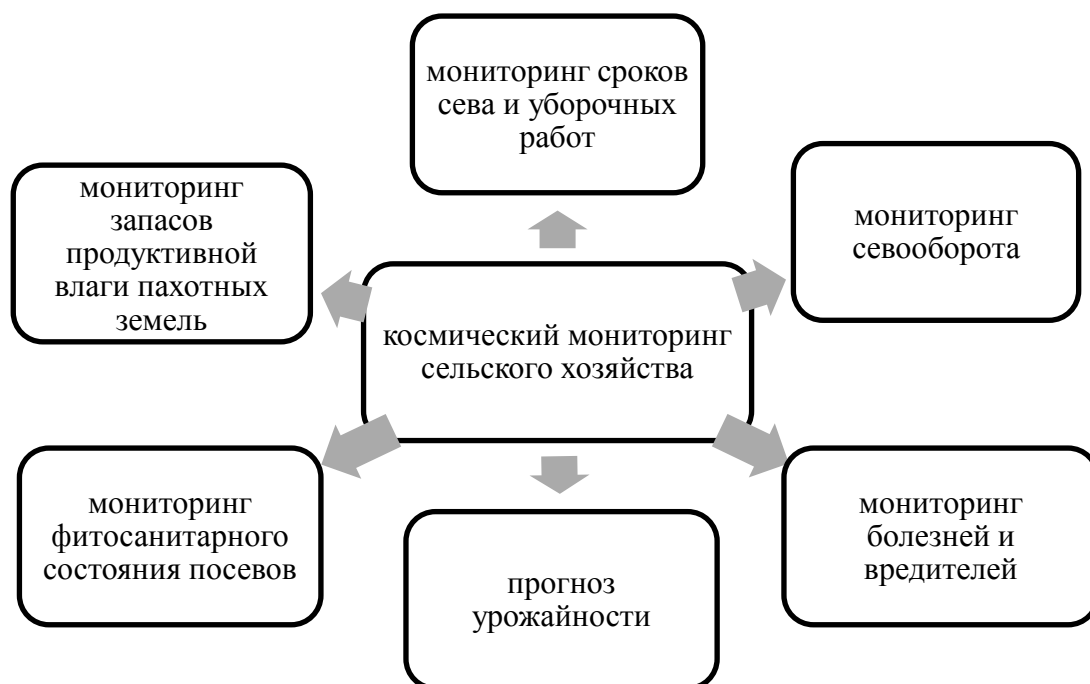 мониторинг сроков
сева и уборочных
работ
мониторинг
запасов
продуктивной
влаги пахотных
земель
мониторинг
севооборота
космический мониторинг
сельского хозяйства
мониторинг
фитосанитарного
состояния посевов
прогноз
урожайности
мониторинг
болезней и
вредителей